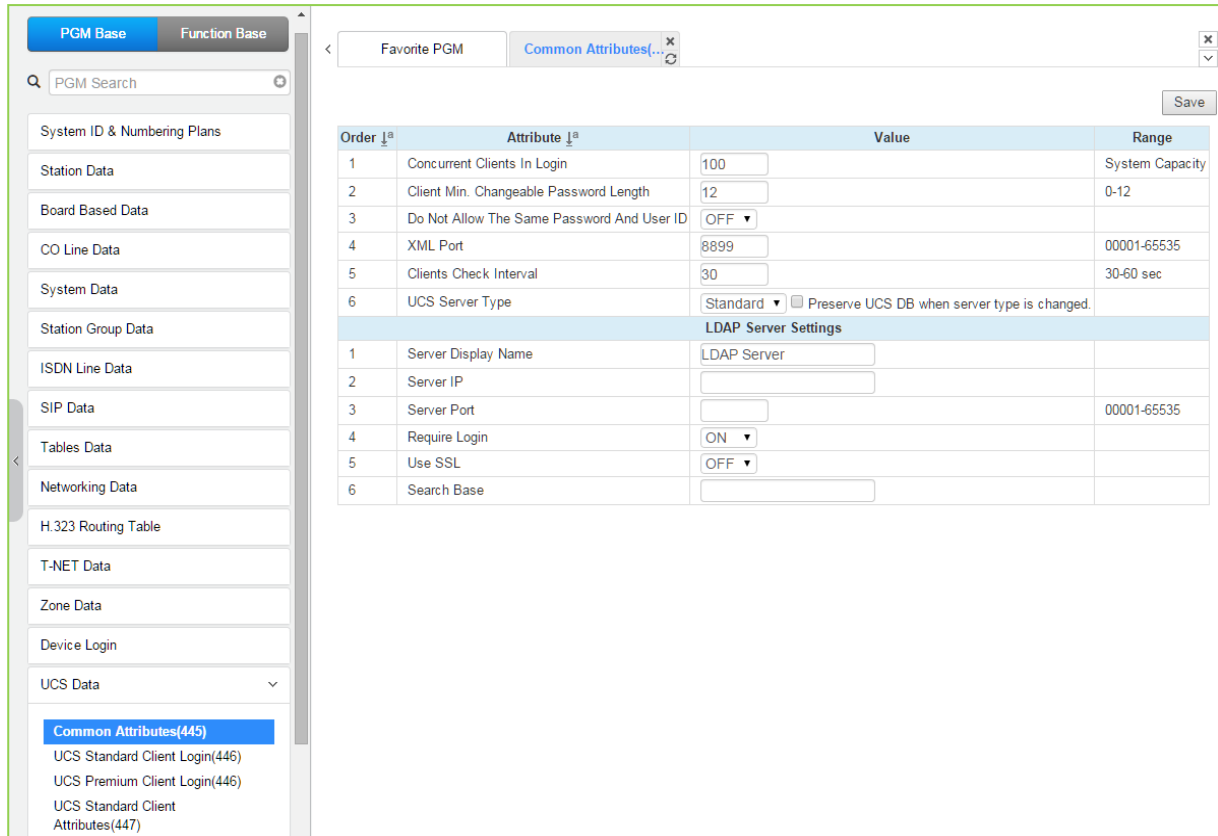 PGM Base Function Base
PGM Search
System ID & Numbering Plans
Station Data
Board Based Data
CO Line Data
System Data
Station Group Data
ISDN Line Data
SIP Data
Tables Data
Networking Data
H.323 Routing Table
T-NET Data
Zone Data
Device Login
UCS Data
Common Attributes(445)
UCS Standard Client Login(446)
UCS Premium Client Login(446)
UCS Standard Client
Attributes(447)
Favorite PGM Common Attributes(...
Save
Order Attribute Value Range
1 Concurrent Clients In Login 100 System Capacity
2 Client Min. Changeable Password Length 12 0-12
3 Do Not Allow The Same Password And User ID OFF
4 XML Port 8899 00001-65535
5 Clients Check Interval 30 30-60 sec
6 UCS Server Type Standard Preserve UCS DB when server type is changed.
LDAP Server Settings
1 Server Display Name LDAP Server
2 Server IP
3 Server Port 00001-65535
4 Require Login ON
5 Use SSL OFF
6 Search Base